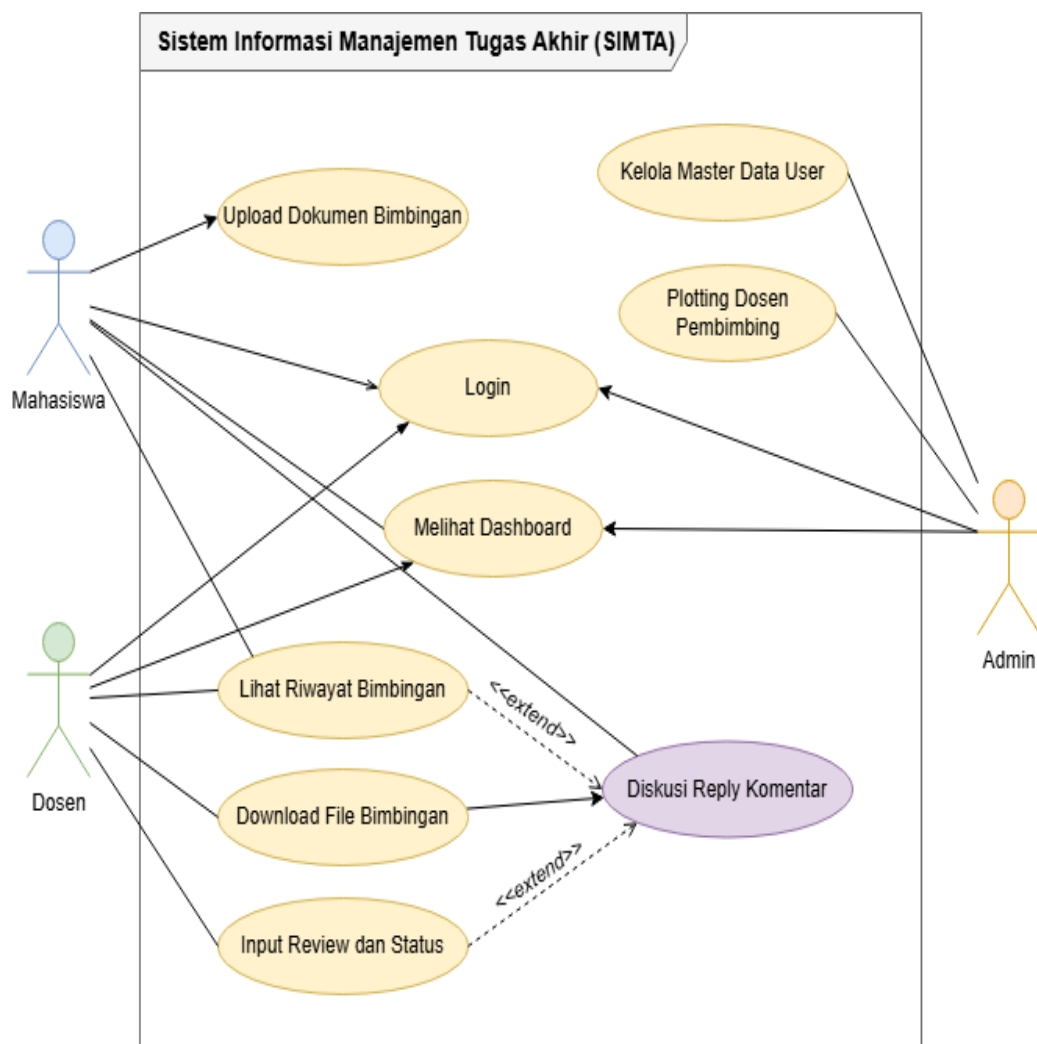 Sistem Informasi Manajemen Tugas Akhir (SIMTA)
Kelola Master Data User
Upload Dokumen Bimbingan
Plotting Dosen
Pembimbing
Login
Mahasiswa
Melihat Dashboard
Admin
Lihat Riwayat Bimbingan
<<extend>>
Dosen
Download File Bimbingan
Diskusi Reply Komentar
<<extend>>
Input Review dan Status